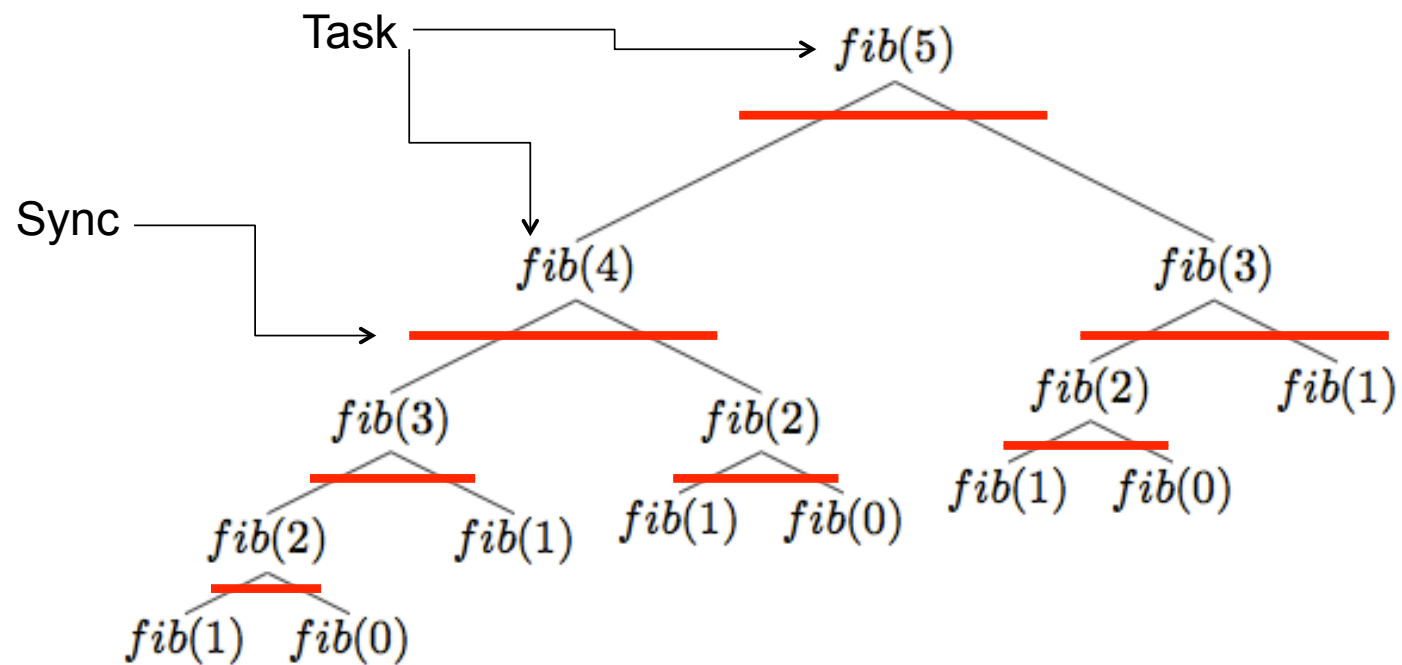 Task
fib(5)
Sync
fib(4)
fib(3)
fib(3)
fib(2)
fib(2)
fib(1)
fib(2)
fib(1)
fib(1)
fib(0)
fib(1)
fib(0)
fib(1)
fib(0)